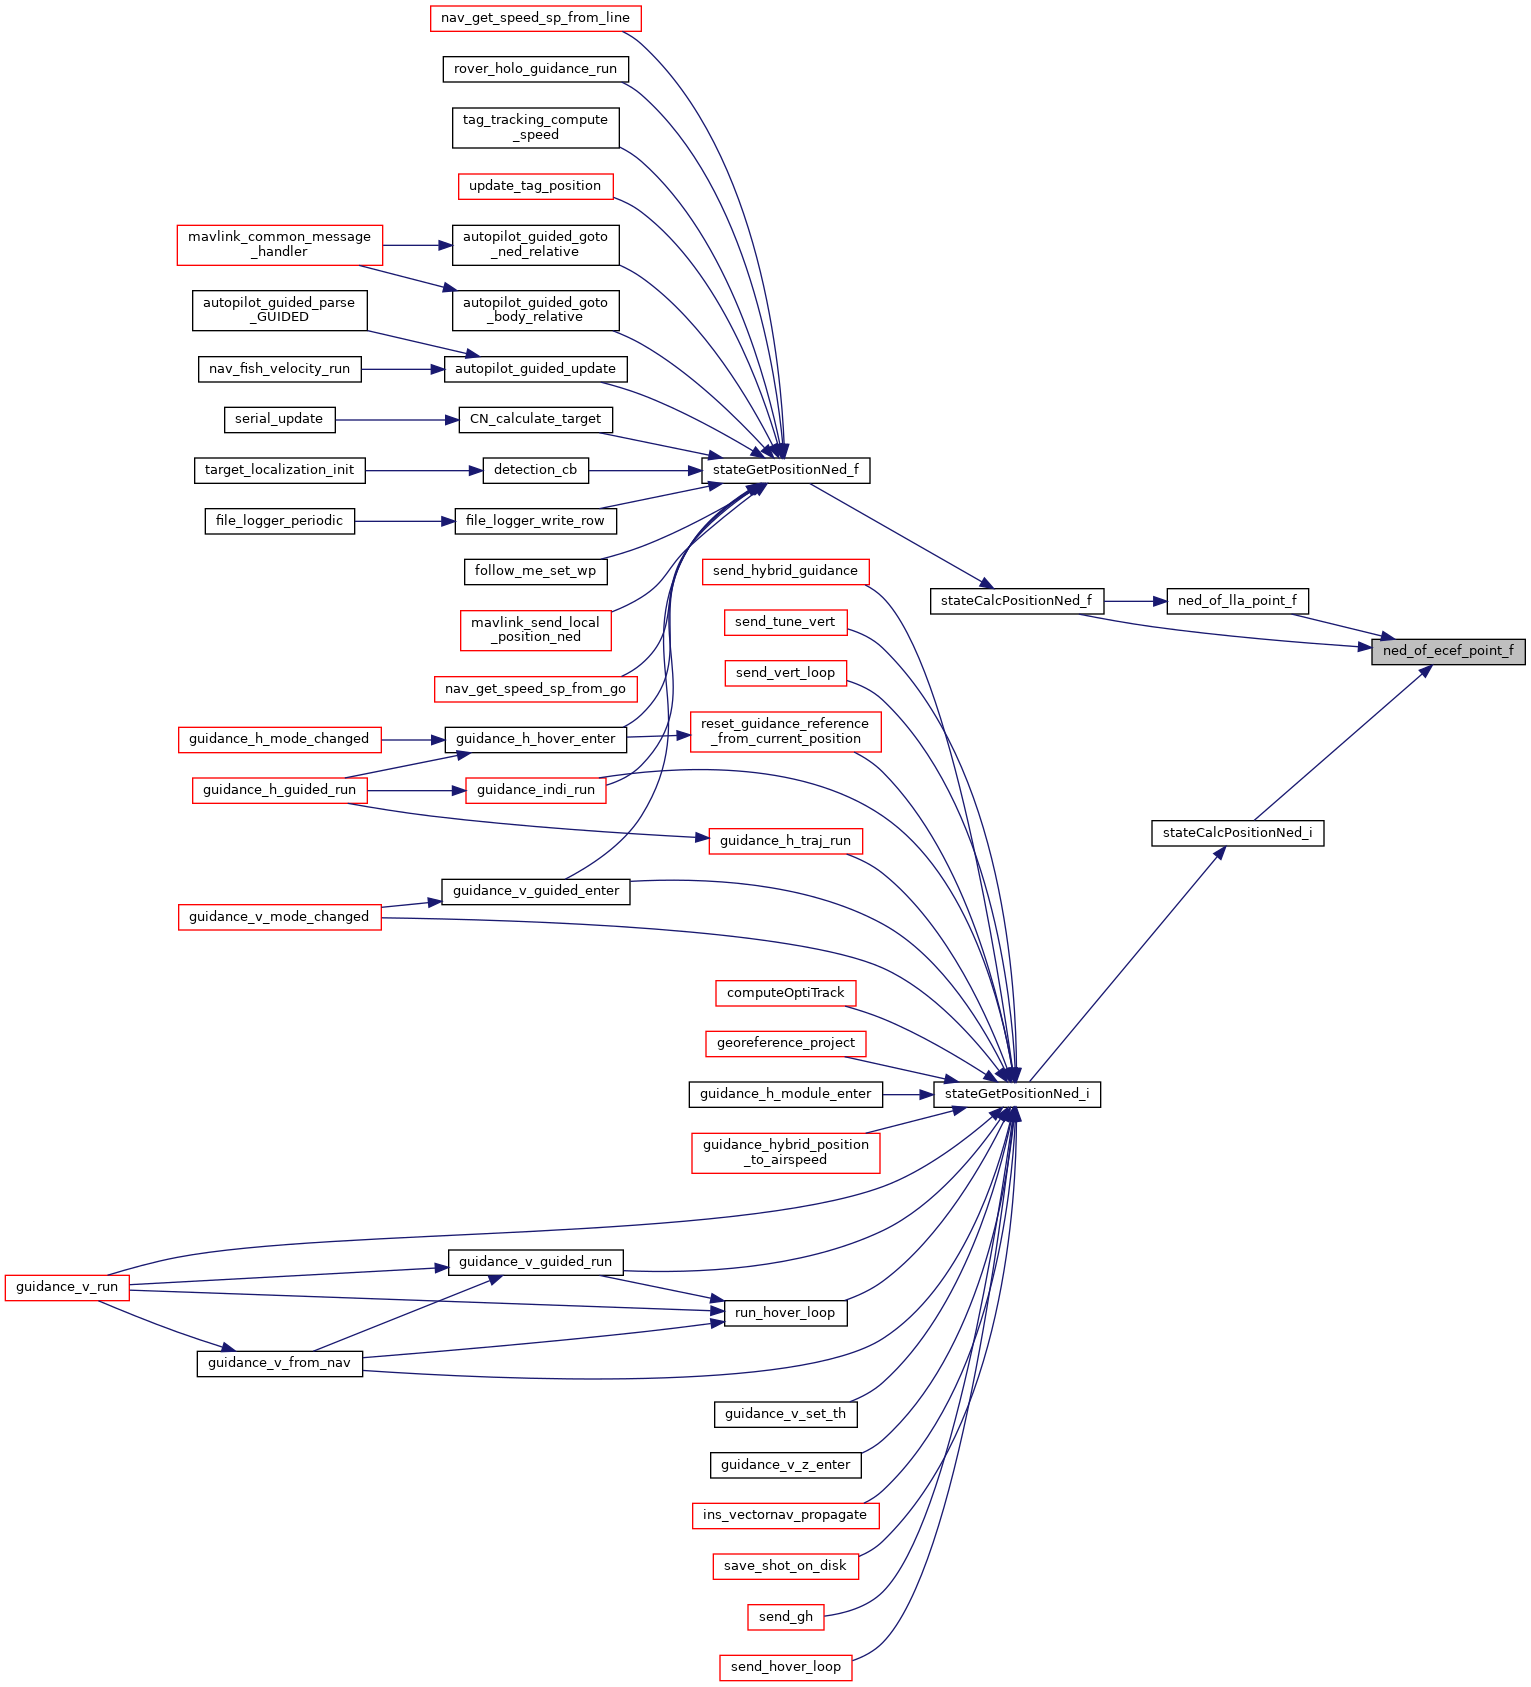 nav_get_speed_sp_from_line
rover_holo_guidance_run
tag_tracking_compute
_speed
update_tag_position
mavlink_common_message
_handler
autopilot_guided_goto
_ned_relative
autopilot_guided_parse
_GUIDED
autopilot_guided_goto
_body_relative
nav_fish_velocity_run
autopilot_guided_update
serial_update
CN_calculate_target
target_localization_init
detection_cb
stateGetPositionNed_f
file_logger_periodic
file_logger_write_row
follow_me_set_wp
send_hybrid_guidance
mavlink_send_local
_position_ned
send_tune_vert
stateCalcPositionNed_f
ned_of_lla_point_f
ned_of_ecef_point_f
send_vert_loop
nav_get_speed_sp_from_go
reset_guidance_reference
_from_current_position
guidance_h_mode_changed
guidance_h_hover_enter
guidance_h_guided_run
guidance_indi_run
guidance_h_traj_run
stateCalcPositionNed_i
guidance_v_guided_enter
guidance_v_mode_changed
computeOptiTrack
georeference_project
guidance_h_module_enter
stateGetPositionNed_i
guidance_hybrid_position
_to_airspeed
guidance_v_guided_run
guidance_v_run
run_hover_loop
guidance_v_from_nav
guidance_v_set_th
guidance_v_z_enter
ins_vectornav_propagate
save_shot_on_disk
send_gh
send_hover_loop